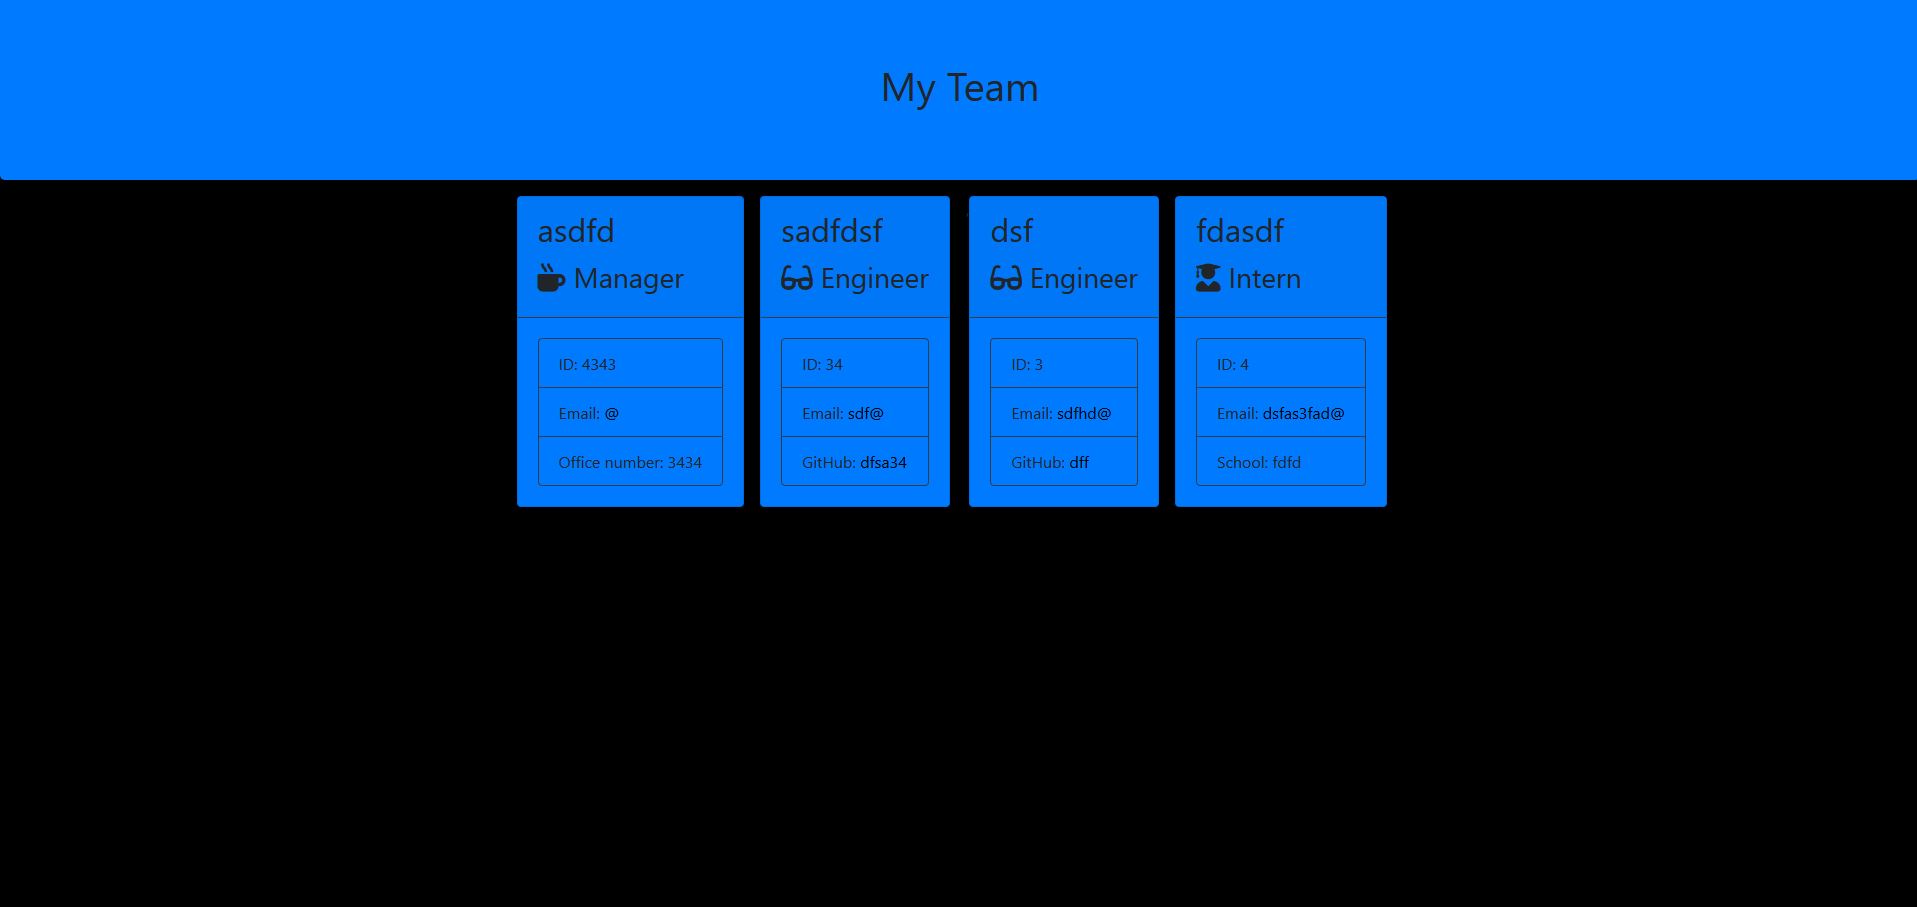 My Team
asdfd
Manager
ID: 4343
Email: @
Office number: 3434
sadfdsf
Engineer
ID: 34
Email: sdf@
GitHub: dfsa34
dsf
Engineer
ID: 3
Email: sdfhd@
GitHub: dff
fdasdf
Intern
ID: 4
Email: dsfas3fad@
School: fdfd